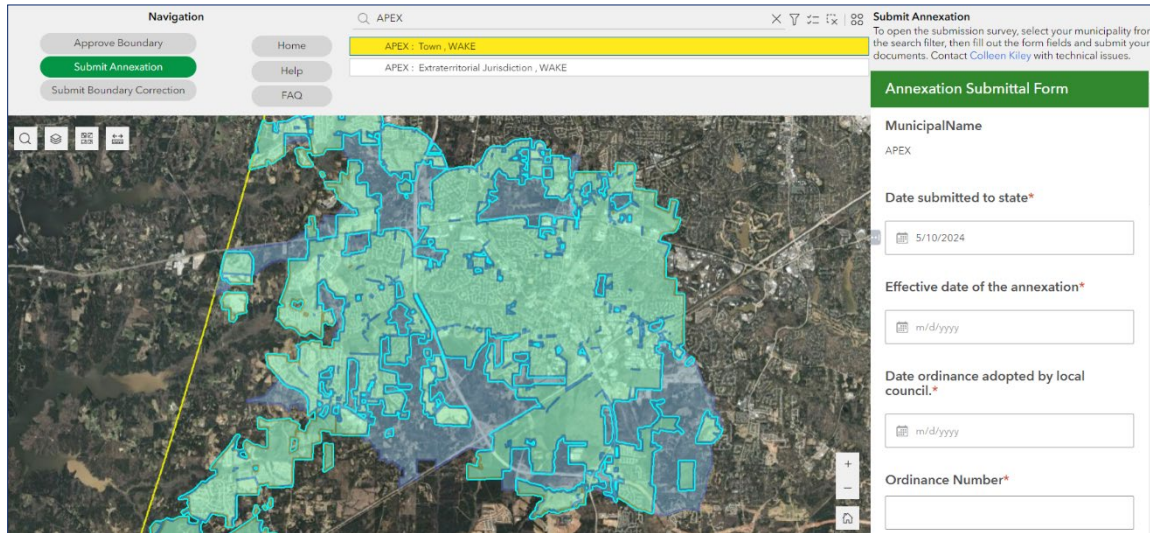 Navigation
Approve Boundary
Submit Annexation
Submit Boundary Correction
Home
Help
FAQ
APEX
APEX : Town , WAKE
APEX : Extraterritorial Jurisdiction , WAKE
Submit Annexation
To open the submission survey, select your municipality from
the search filter, then fill out the form fields and submit your
documents. Contact Colleen Kiley with technical issues.
Annexation Submittal Form
MunicipalName
APEX
Date submitted to state*
5/10/2024
Effective date of the annexation*
m/d/yyyy
Date ordinance adopted by local
council.*
m/d/yyyy
Ordinance Number*